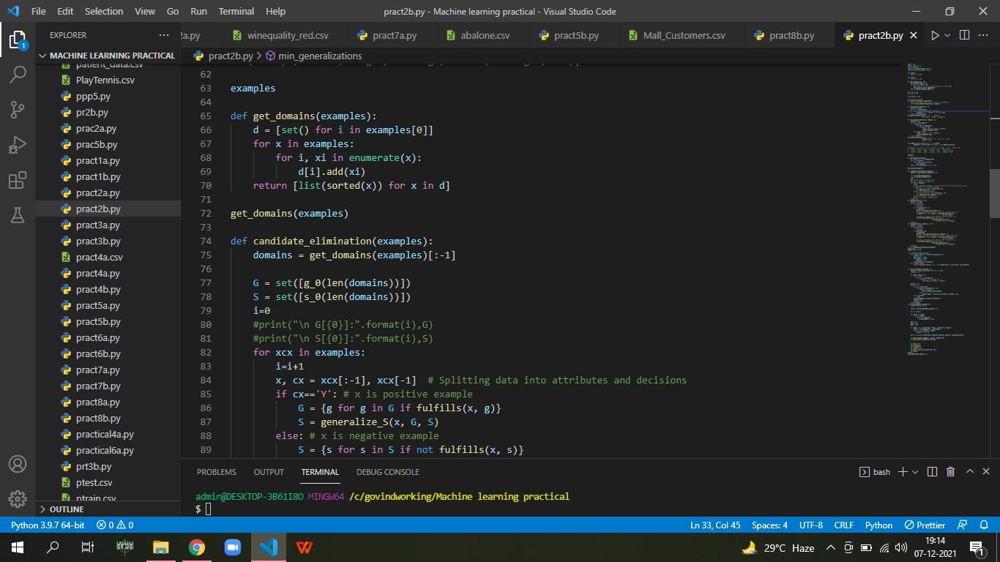 File Edit Selection View Go Run Terminal Help pract2b.py - Machine learning practical - Visual Studio Code
EXPLORER
2a.py winequality_red.csv pract7a.py abalone.csv pract5b.py Mall_Customers.csv pract8b.py pract2b.py
MACHINE LEARNING PRACTICAL
pract2b.py > min_generalizations
patient_data.csv
PlayTennis.csv
ppp5.py
pr2b.py
prac2a.py
prac5b.py
pract1a.py
pract1b.py
pract2a.py
pract2b.py
pract3a.py
pract3b.py
pract4a.csv
pract4a.py
pract4b.py
pract5a.py
pract5b.py
pract6a.py
pract6b.py
pract7a.py
pract7b.py
pract8a.py
pract8b.py
practical4a.py
practical6a.py
prt3b.py
ptest.csv
ptrain.csv
OUTLINE
62
63 examples
64
65 def get_domains(examples):
66 d = [set() for i in examples[0]]
67 for x in examples:
68 for i, xi in enumerate(x):
69 d[i].add(xi)
70 return [list(sorted(x)) for x in d]
71
72 get_domains(examples)
73
74 def candidate_elimination(examples):
75 domains = get_domains(examples)[:-1]
76
77 G = set([g_0(len(domains))])
78 S = set([s_0(len(domains))])
79 i=0
80 #print("\n G[{0}]:".format(i),G)
81 #print("\n S[{0}]:".format(i),S)
82 for xcx in examples:
83 i=i+1
84 x, cx = xcx[:-1], xcx[-1] # Splitting data into attributes and decisions
85 if cx=='Y': # x is positive example
86 G = {g for g in G if fulfills(x, g)}
87 S = generalize_S(x, G, S)
88 else: # x is negative example
89 S = {s for s in S if not fulfills(x, s)}
PROBLEMS OUTPUT TERMINAL DEBUG CONSOLE bash
admin@DESKTOP-3B61I8O MINGW64 /c/govindworking/Machine learning practical
$
Python 3.9.7 64-bit 0 0 Ln 33, Col 45 Spaces: 4 UTF-8 CRLF Python Prettier
29°C Haze 19:14
07-12-2021 1